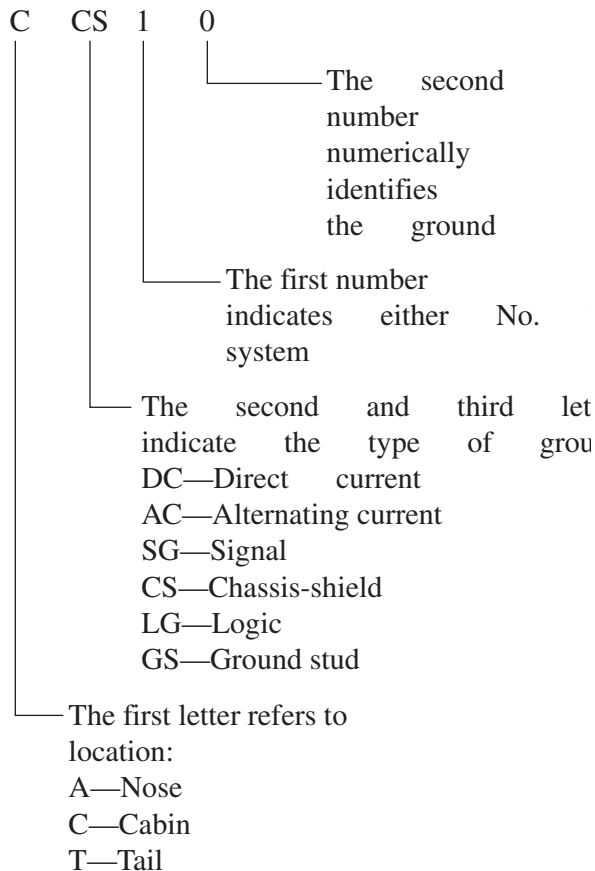 C CS 1 0
The second
number
numerically
identifies
the ground
The first number
indicates either No.
system
The second and third
indicate the type of
DC—Direct current
AC—Alternating current
SG—Signal
CS—Chassis-shield
LG—Logic
GS—Ground stud
The first letter refers to
location:
A—Nose
C—Cabin
T—Tail